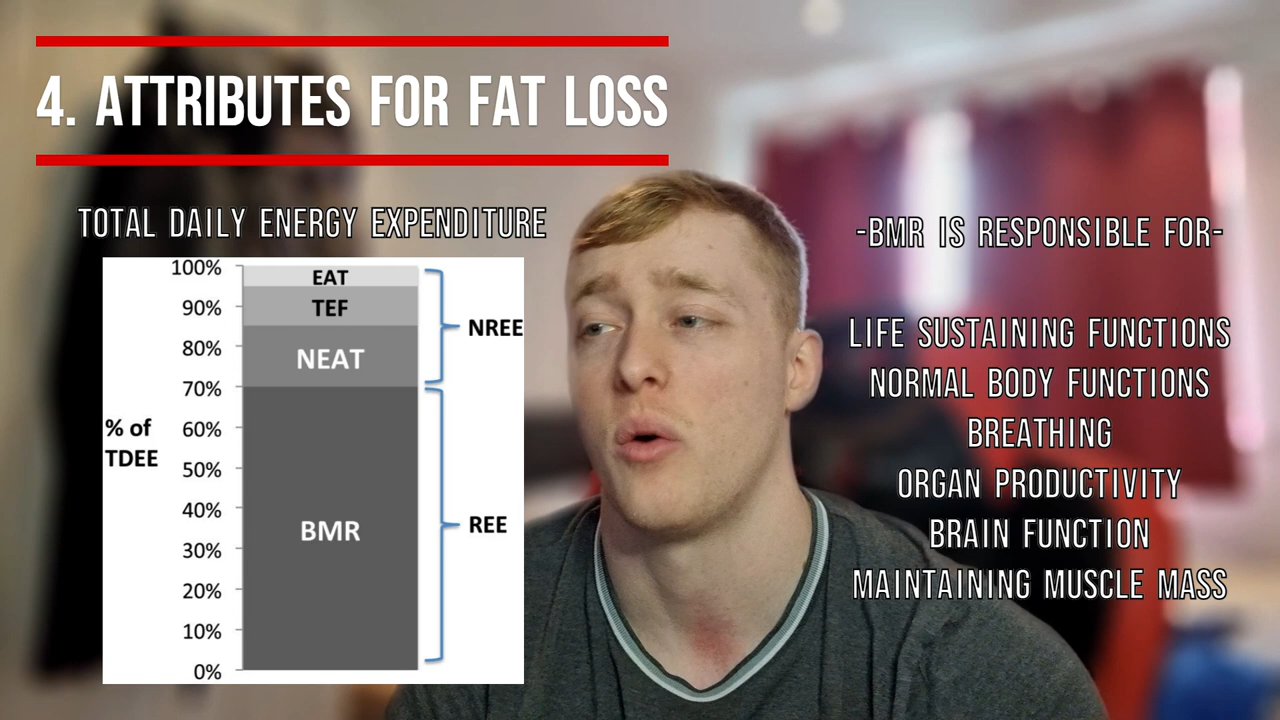 4. ATTRIBUTES FOR FAT LOSS
TOTAL DAILY ENERGY EXPENDITURE
100%
90%
80%
70%
60%
50%
40%
30%
20%
10%
0%
% of
TDEE
EAT
TEF
NEAT
BMR
NREE
REE
-BMR IS RESPONSIBLE FOR-
LIFE SUSTAINING FUNCTIONS
NORMAL BODY FUNCTIONS
BREATHING
ORGAN PRODUCTIVITY
BRAIN FUNCTION
MAINTAINING MUSCLE MASS